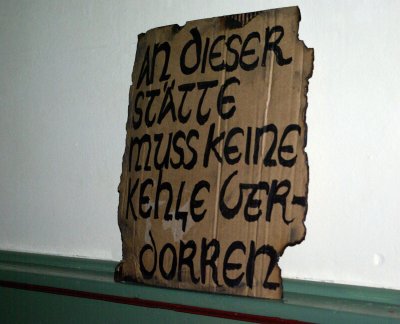 AN DIESER
STÄTTE
MUSS KEINE
KEHLE VER-
DORREN